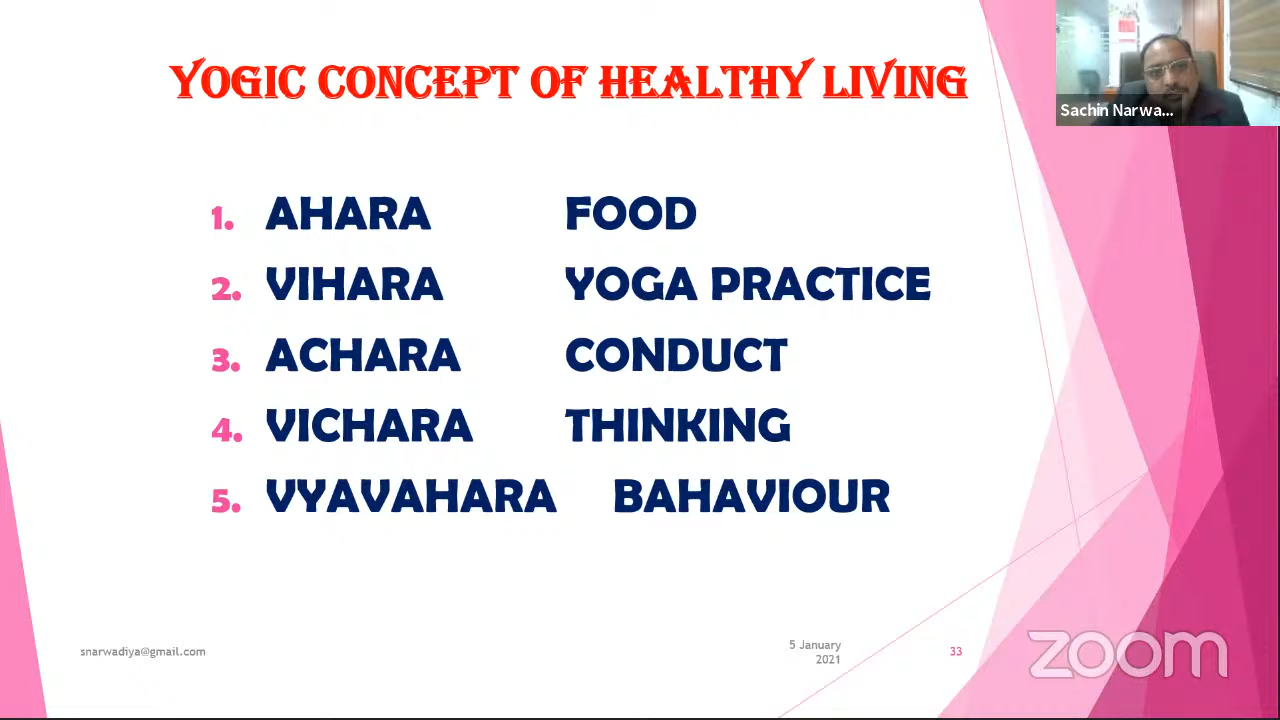 YOGIC CONCEPT OF HEALTHY LIVING
Sachin Narwa...
1. AHARA FOOD
2. VIHARA YOGA PRACTICE
3. ACHARA CONDUCT
4. VICHARA THINKING
5. VYAVAHARA BAHAVIOUR
snarwadiya@gmail.com
5 January
2021
33
zoom